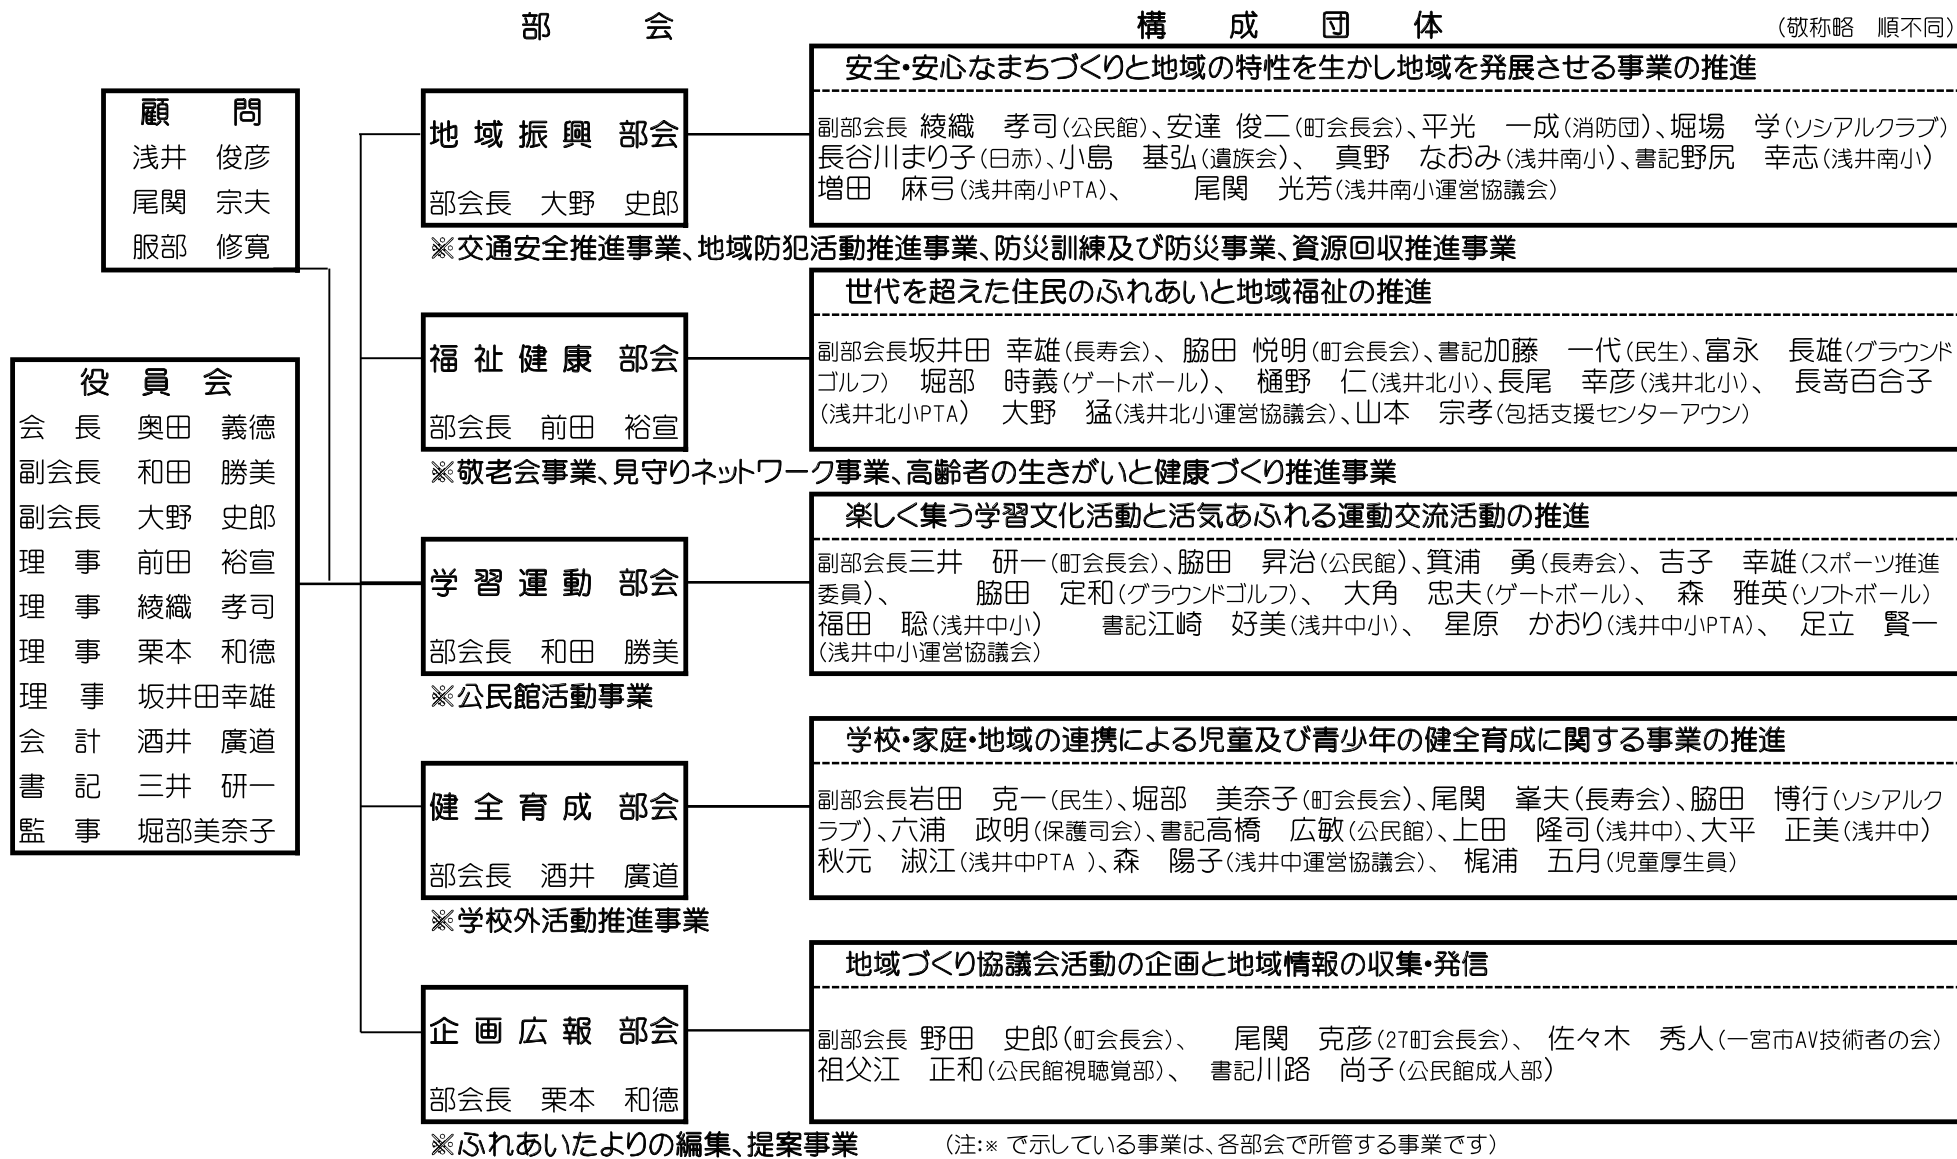 部　会　構　成　団　体　(敬称略　順不同)
顧　問
浅井　俊彦
尾関　宗夫
服部　修寛
役　員　会
会　長　奥田　義德
副会長　和田　勝美
副会長　大野　史郎
理　事　前田　裕宣
理　事　綾織　孝司
理　事　栗本　和德
理　事　坂井田幸雄
会　計　酒井　廣道
書　記　三井　研一
監　事　堀部美奈子
地域振興部会
部会長　大野　史郎
安全・安心なまちづくりと地域の特性を生かし地域を発展させる事業の推進
副部会長 綾織　孝司(公民館)、安達 俊二(町会長会)、平光　一成(消防団)、堀場　学(ソシアルクラブ)
長谷川まり子(日赤)、小島　基弘(遺族会)、　真野　なおみ(浅井南小)、書記野尻　幸志(浅井南小)
増田　麻弓(浅井南小PTA)、　　　尾関　光芳(浅井南小運営協議会)
※交通安全推進事業、地域防犯活動推進事業、防災訓練及び防災事業、資源回収推進事業
福祉健康部会
部会長　前田　裕宣
世代を超えた住民のふれあいと地域福祉の推進
副部会長坂井田 幸雄(長寿会)、 脇田 悦明(町会長会)、書記加藤　一代(民生)、富永　長雄(グラウンド
ゴルフ)　堀部　時義(ゲートボール)、　樋野　仁(浅井北小)、長尾　幸彦(浅井北小)、　長嵜百合子
(浅井北小PTA)　大野　猛(浅井北小運営協議会)、山本　宗孝(包括支援センターアウン)
※敬老会事業、見守りネットワーク事業、高齢者の生きがいと健康づくり推進事業
学習運動部会
部会長　和田　勝美
楽しく集う学習文化活動と活気あふれる運動交流活動の推進
副部会長三井　研一(町会長会)、脇田　昇治(公民館)、箕浦　勇(長寿会)、　吉子　幸雄(スポーツ推進
委員)、　　　脇田　定和(グラウンドゴルフ)、　大角　忠夫(ゲートボール)、　森　雅英(ソフトボール)
福田　聡(浅井中小)　　書記江崎　好美(浅井中小)、　星原　かおり(浅井中小PTA)、　足立　賢一
(浅井中小運営協議会)
※公民館活動事業
健全育成部会
部会長　酒井　廣道
学校・家庭・地域の連携による児童及び青少年の健全育成に関する事業の推進
副部会長岩田　克一(民生)、堀部　美奈子(町会長会)、尾関　峯夫(長寿会)、脇田　博行(ソシアルク
ラブ)、六浦　政明(保護司会)、書記高橋　広敏(公民館)、上田　隆司(浅井中)、大平　正美(浅井中)
秋元　淑江(浅井中PTA )、森　陽子(浅井中運営協議会)、　梶浦　五月(児童厚生員)
※学校外活動推進事業
企画広報部会
部会長　栗本　和德
地域づくり協議会活動の企画と地域情報の収集・発信
副部会長 野田　史郎(町会長会)、　尾関　克彦(27町会長会)、　佐々木　秀人(一宮市AV技術者の会)
祖父江　正和(公民館視聴覚部)、　書記川路　尚子(公民館成人部)
※ふれあいたよりの編集、提案事業　　　(注:※ で示している事業は、各部会で所管する事業です)